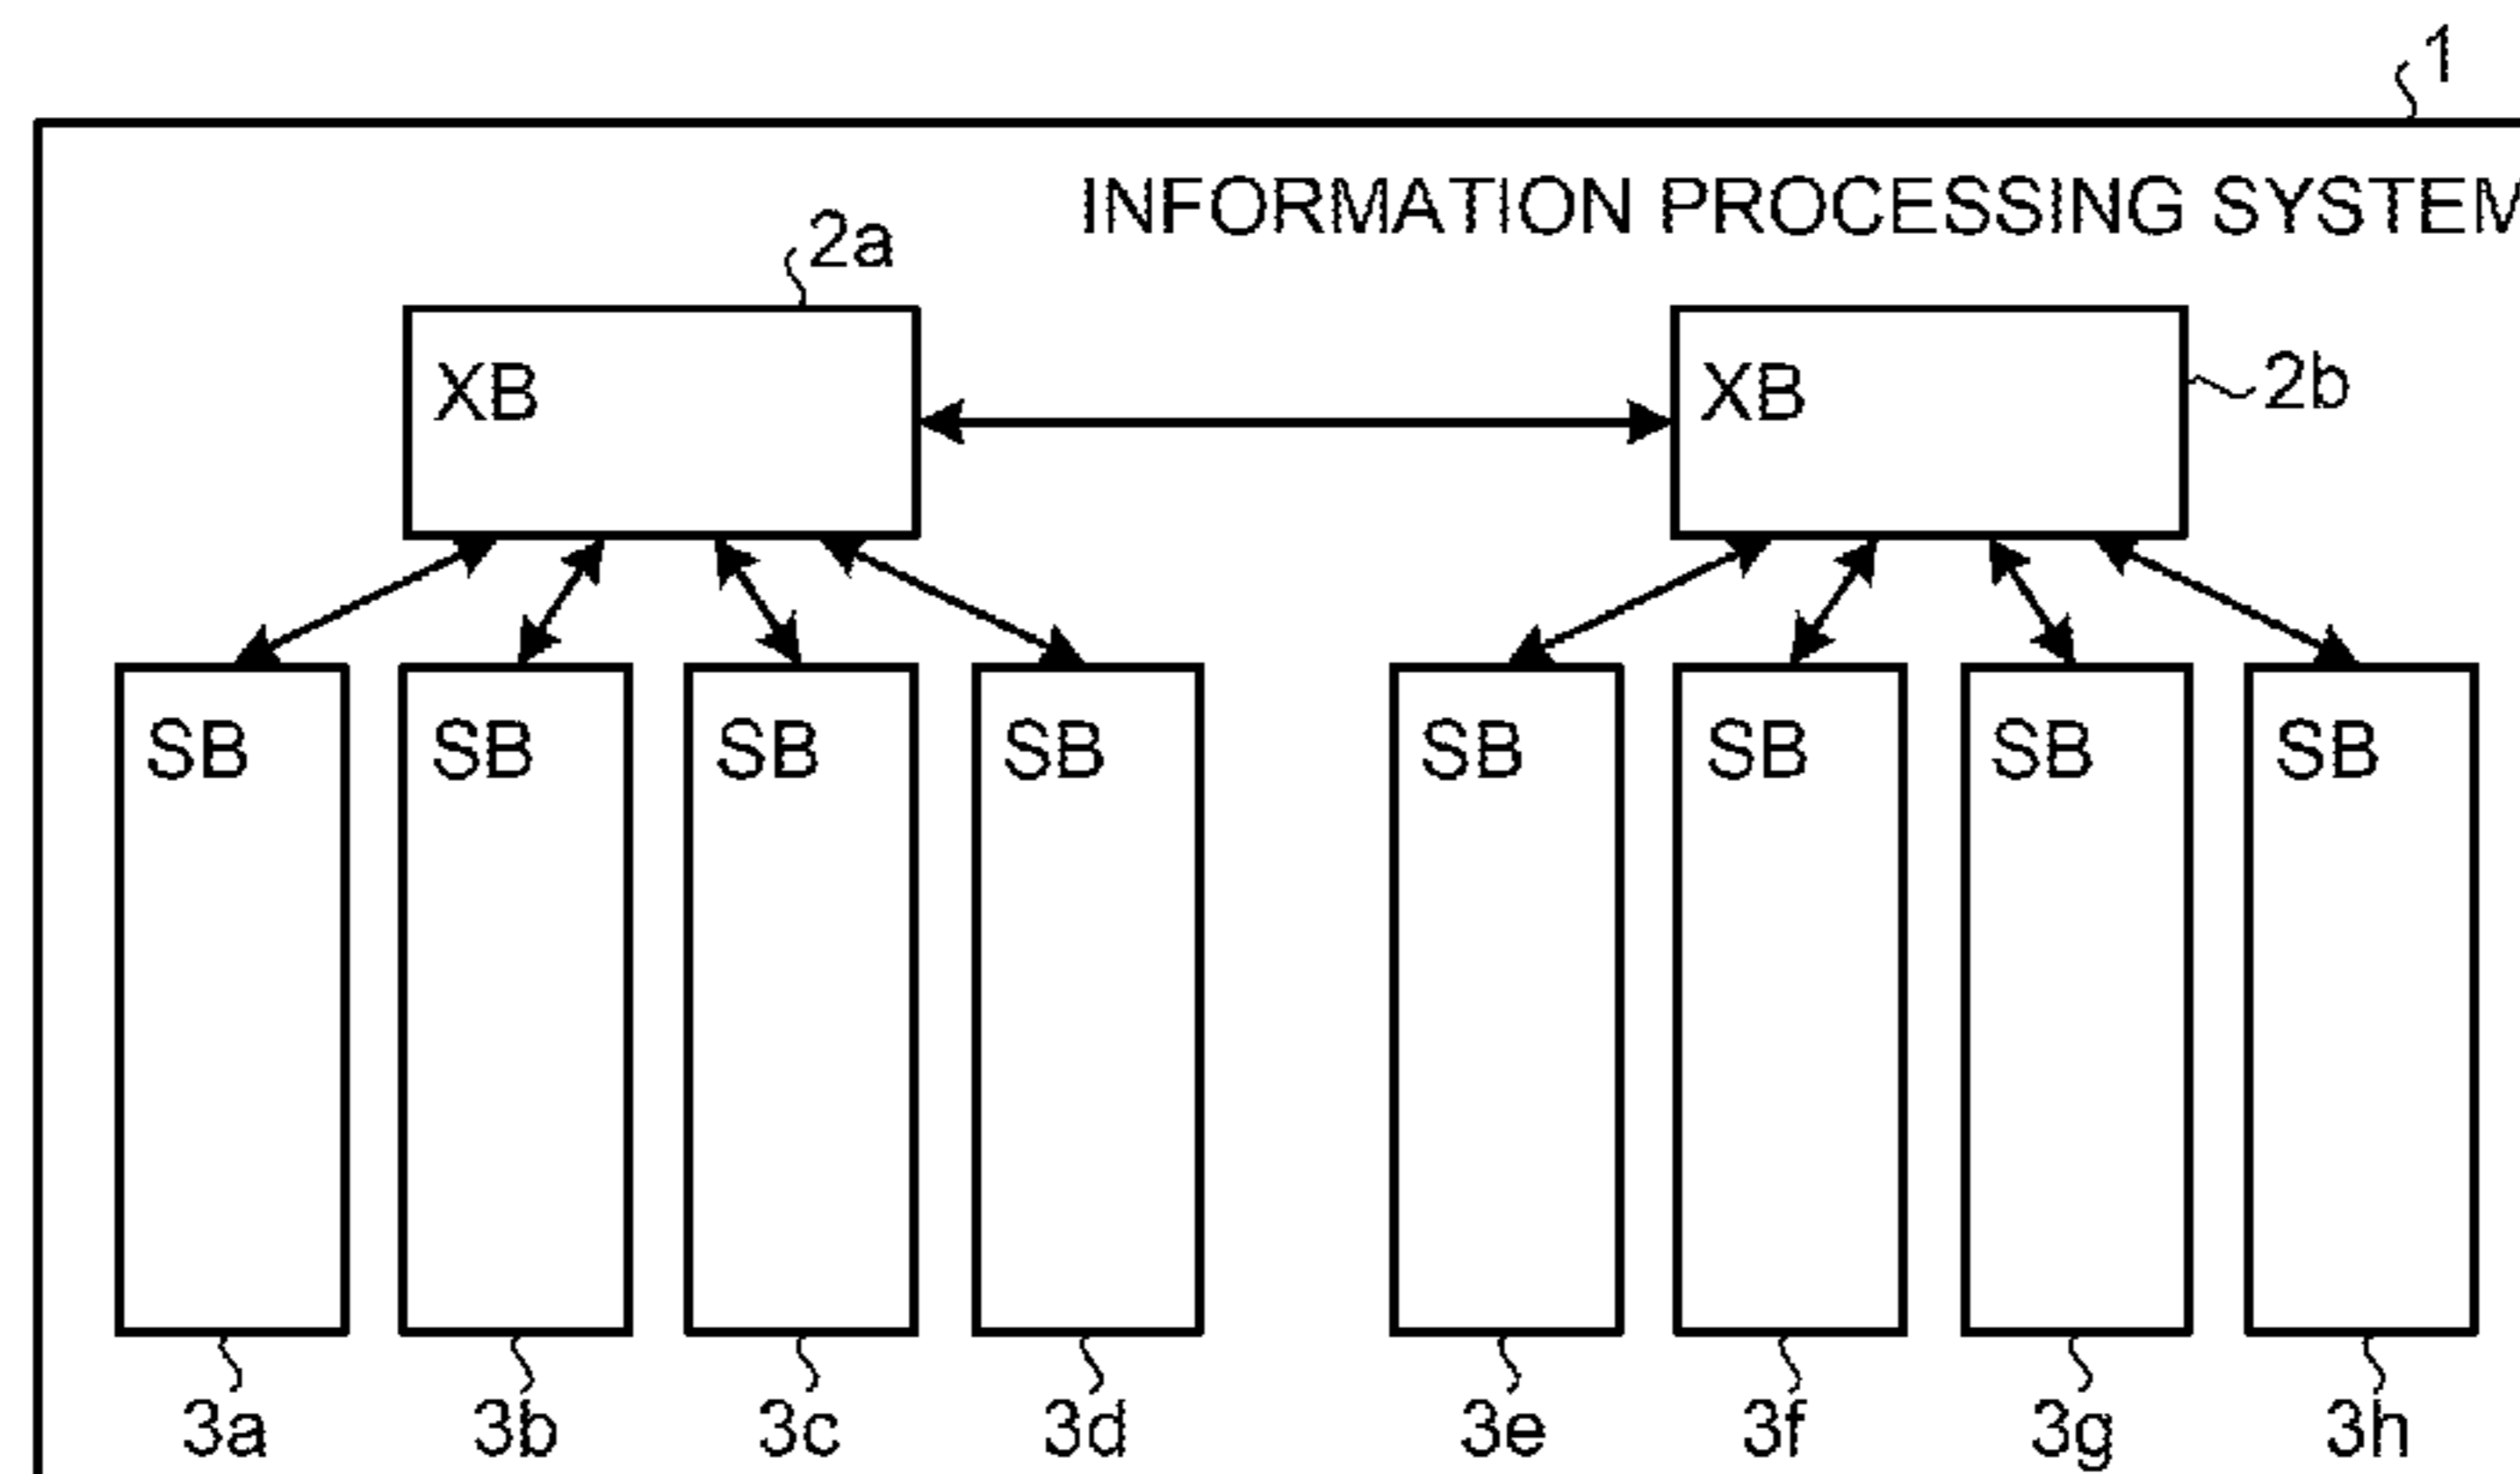 1
INFORMATION PROCESSING SYSTEM
2a
XB
XB
2b
SB SB SB SB SB SB SB SB
3a 3b 3c 3d 3e 3f 3g 3h